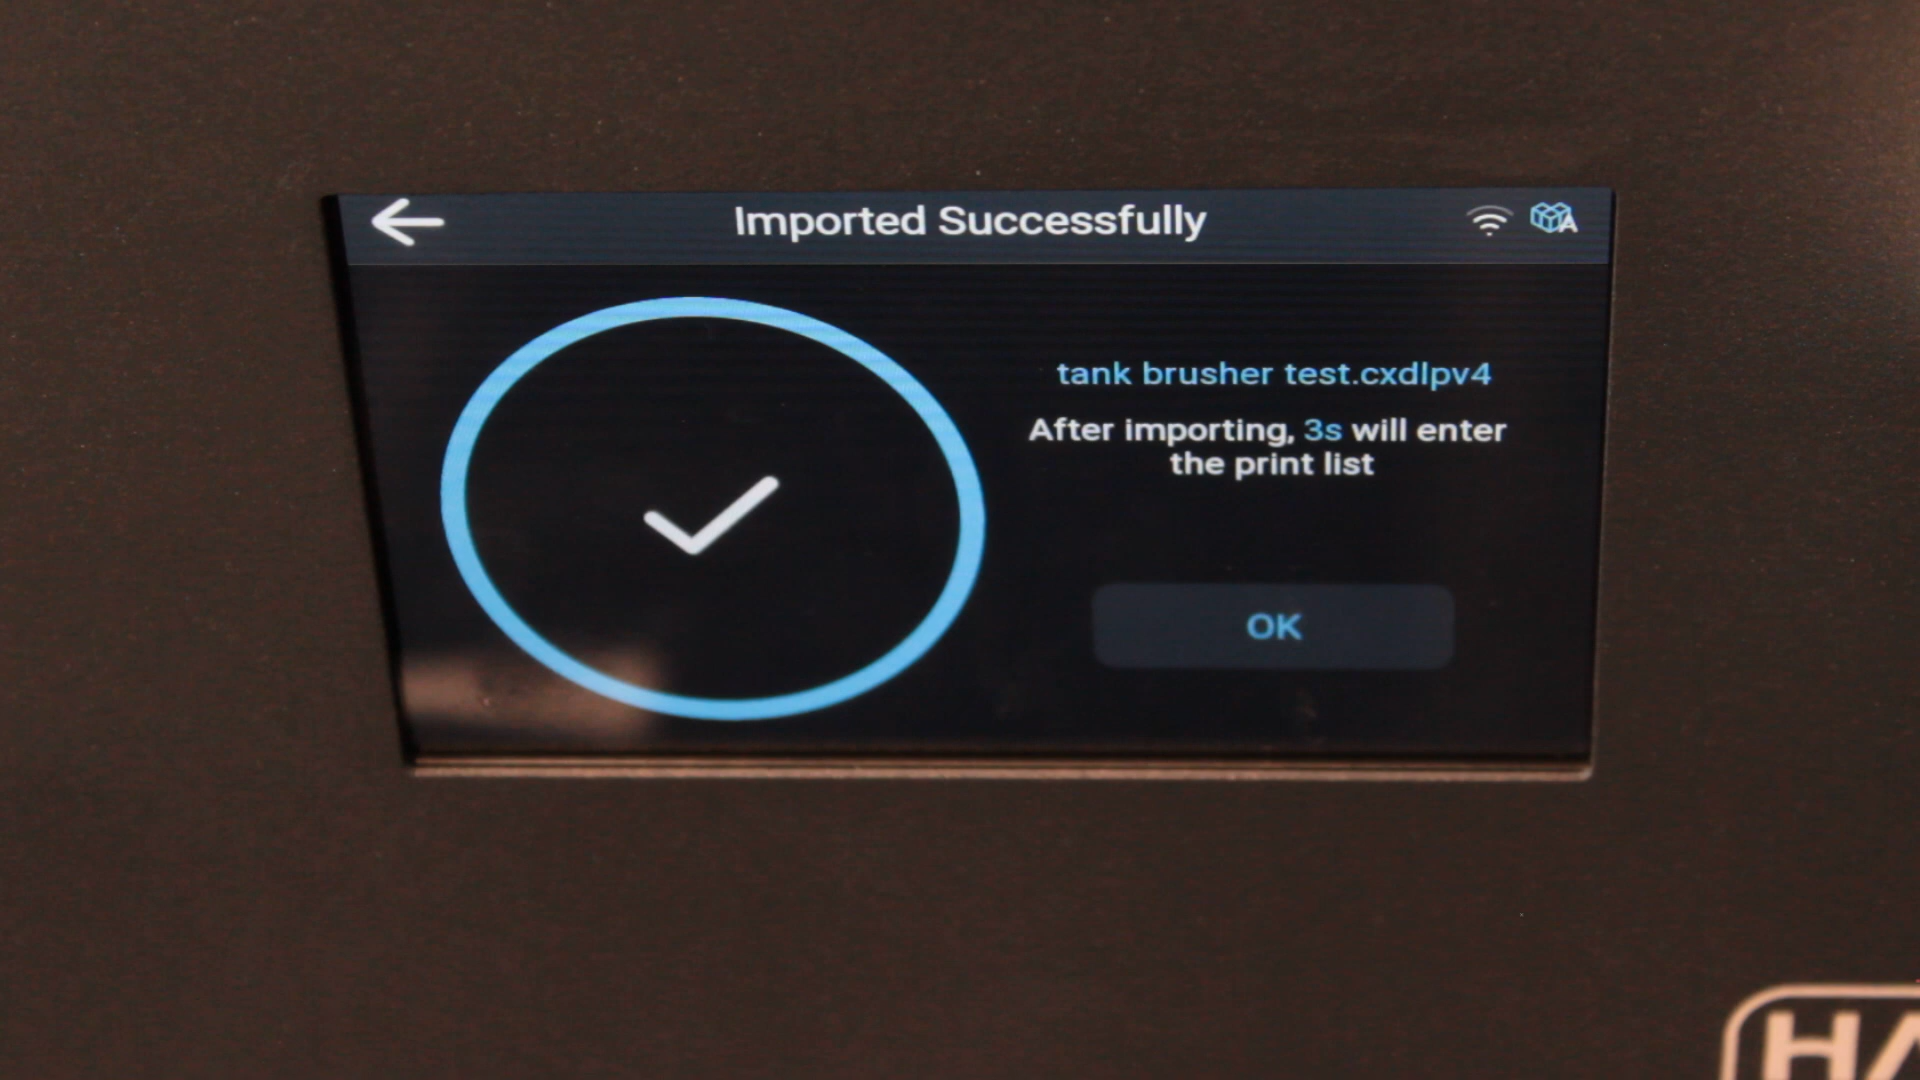 Imported Successfully
A
tank brusher test.cxdlpv4
After importing, 3s will enter
the print list
OK